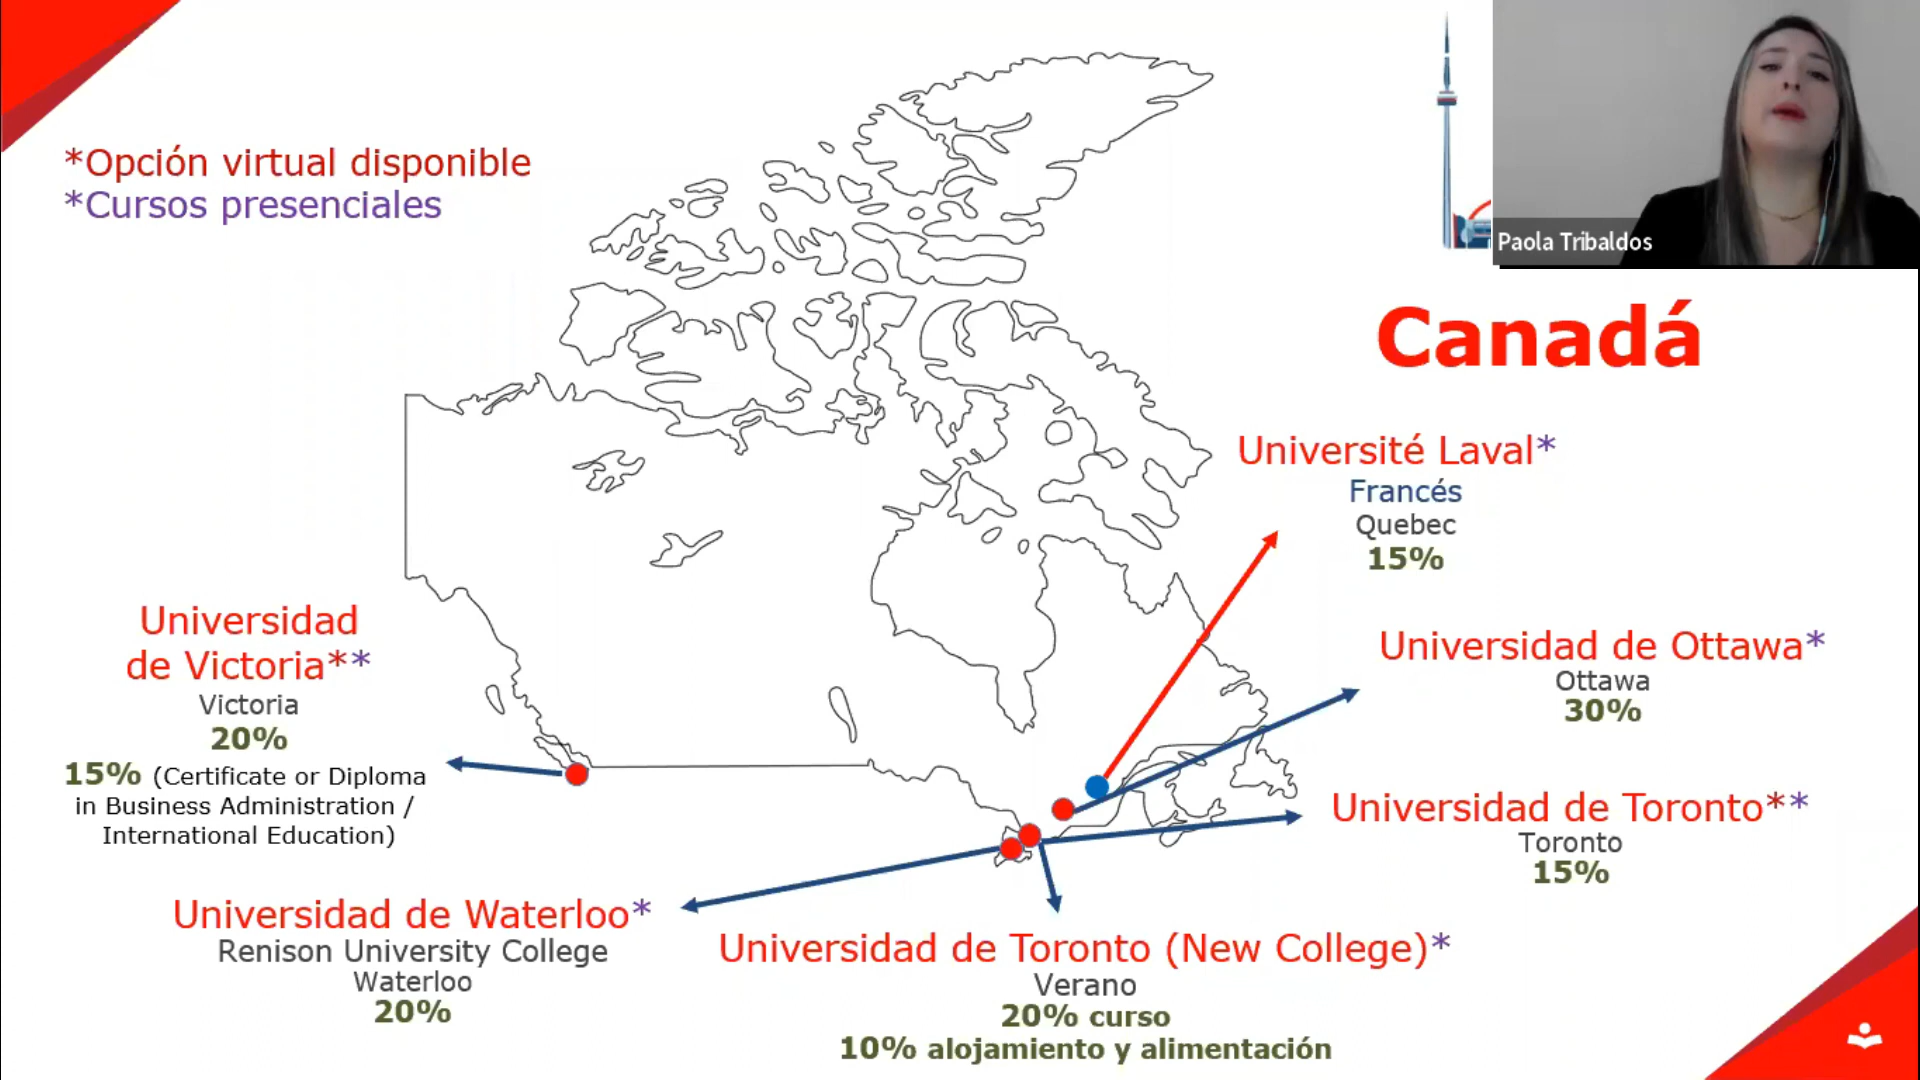 *Opción virtual disponible
*Cursos presenciales
Paola Tribaldos
Canadá
Université Laval*
Francés
Quebec
15%
Universidad de Ottawa*
Ottawa
30%
Universidad de Toronto**
Toronto
15%
Universidad
de Victoria**
Victoria
20%
15% (Certificate or Diploma
in Business Administration /
International Education)
Universidad de Waterloo*
Renison University College
Waterloo
20%
Universidad de Toronto (New College)*
Verano
20% curso
10% alojamiento y alimentación